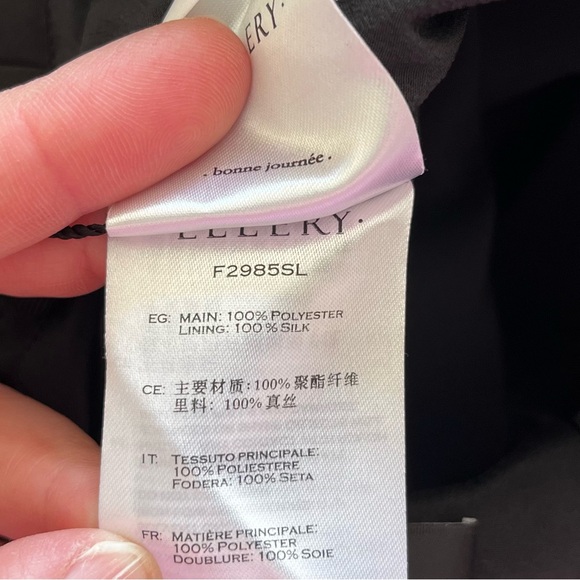 ERY.
. bonne journée .
ELLERY.
F2985SL
EG: MAIN: 100% POLYESTER
LINING: 100% SILK
CE: 主要材质:100% 聚酯纤维
里料: 100% 真丝
IT: TESSUTO PRINCIPALE:
100% POLIESTERE
FODERA: 100% SETA
FR: MATIÈRE PRINCIPALE:
100% POLYESTER
DOUBLURE: 100% SOIE